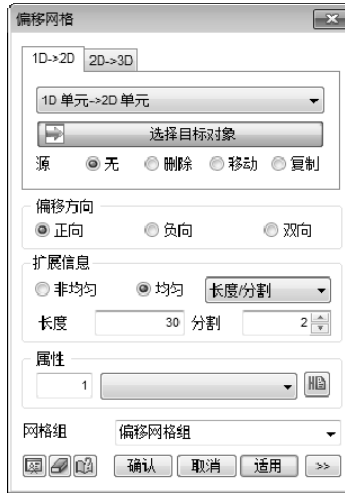 偏移网格
1D->2D 2D->3D
1D 单元->2D 单元
选择目标对象
源 无 删除 移动 复制
偏移方向
正向 负向 双向
扩展信息
非均匀 均匀 长度/分割
长度 30 分割 2
属性
1
网格组 偏移网格组
确认 取消 适用 >>